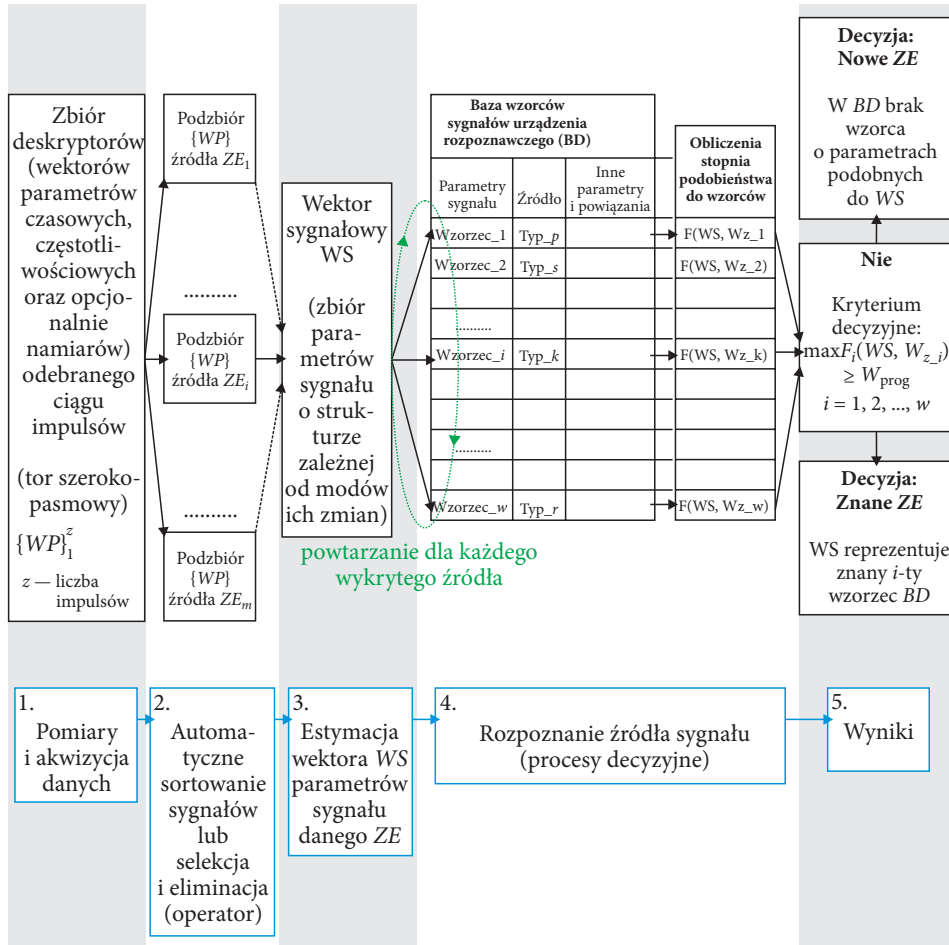 Zbiór
deskryptorów
(wektorów
parametrów
czasowych,
częstotli-
wościowych
oraz opcjo-
nalnie
namiarów)
odebranego
ciągu
impulsów
(tor szeroko-
pasmowy)
{WP}₁ᶻ
z — liczba
impulsów
Podzbiór
{WP}
źródła ZE₁
..........
Podzbiór
{WP}
źródła ZEᵢ
..........
Podzbiór
{WP}
źródła ZEₘ
Wektor
sygnałowy
WS
(zbiór
para-
metrów
sygnału
o struk-
turze
zależnej
od modów
ich zmian)
powtarzanie dla każdego
wykrytego źródła
Baza wzorców
sygnałów urządzenia
rozpoznawczego (BD)
Parametry
sygnału
Źródło
Inne
parametry
i powiązania
Wzorzec_1 Typ_p
Wzorzec_2 Typ_s
..........
Wzorzec_i Typ_k
..........
Wzorzec_w Typ_r
Obliczenia
stopnia
podobieństwa
do wzorców
F(WS, Wz_1
F(WS, Wz_2)
F(WS, Wz_k)
F(WS, Wz_w)
Decyzja:
Nowe ZE
W BD brak
wzorca
o parametrach
podobnych
do WS
Nie
Kryterium
decyzyjne:
maxFᵢ(WS, W_{z_i})
≥ W_{prog}
i = 1, 2, ..., w
Decyzja:
Znane ZE
WS reprezentuje
znany i-ty
wzorzec BD
1.
Pomiary
i akwizycja
danych
2.
Automa-
tyczne
sortowanie
sygnałów
lub
selekcja
i eliminacja
(operator)
3.
Estymacja
wektora WS
parametrów
sygnału
danego ZE
4.
Rozpoznanie źródła sygnału
(procesy decyzyjne)
5.
Wyniki